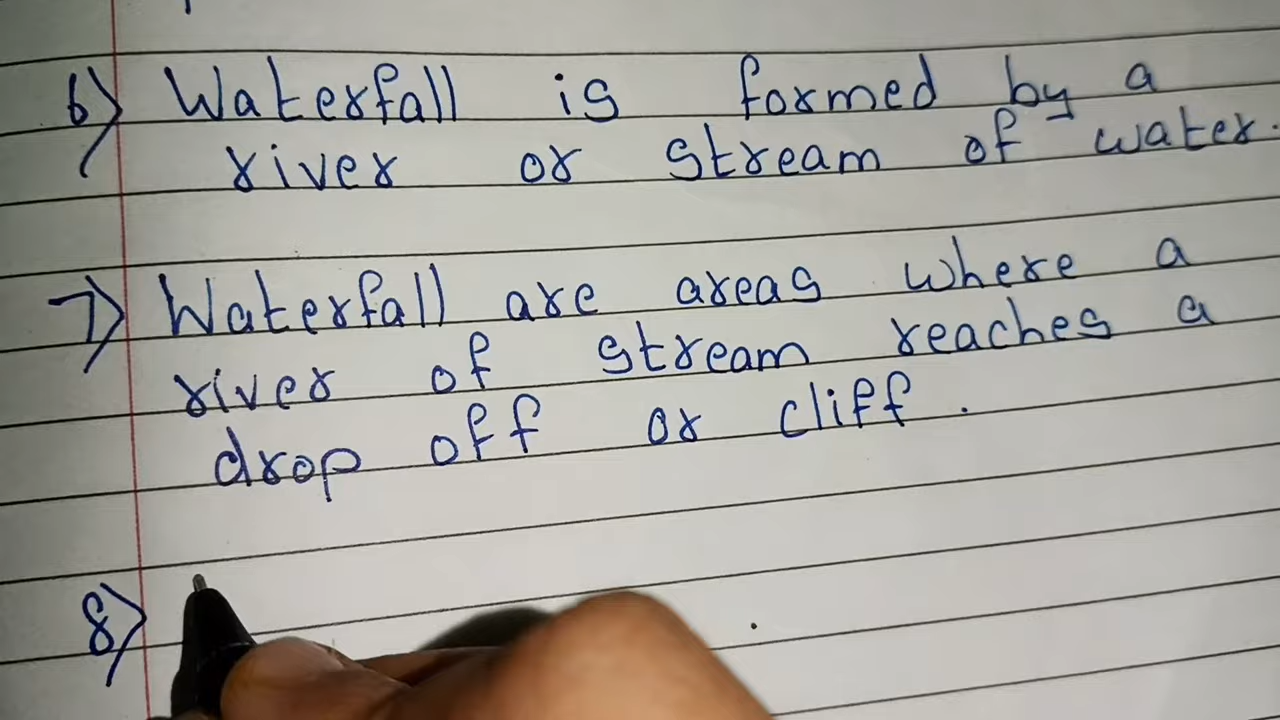 6) Waterfall is formed by a
river or stream of water.
7) Waterfall are areas where a
river of stream reaches a
drop off or cliff.
8)